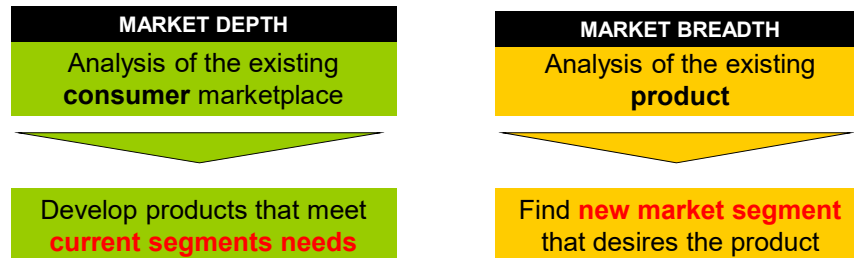 MARKET DEPTH
Analysis of the existing
consumer marketplace
Develop products that meet
current segments needs
MARKET BREADTH
Analysis of the existing
product
Find new market segment
that desires the product